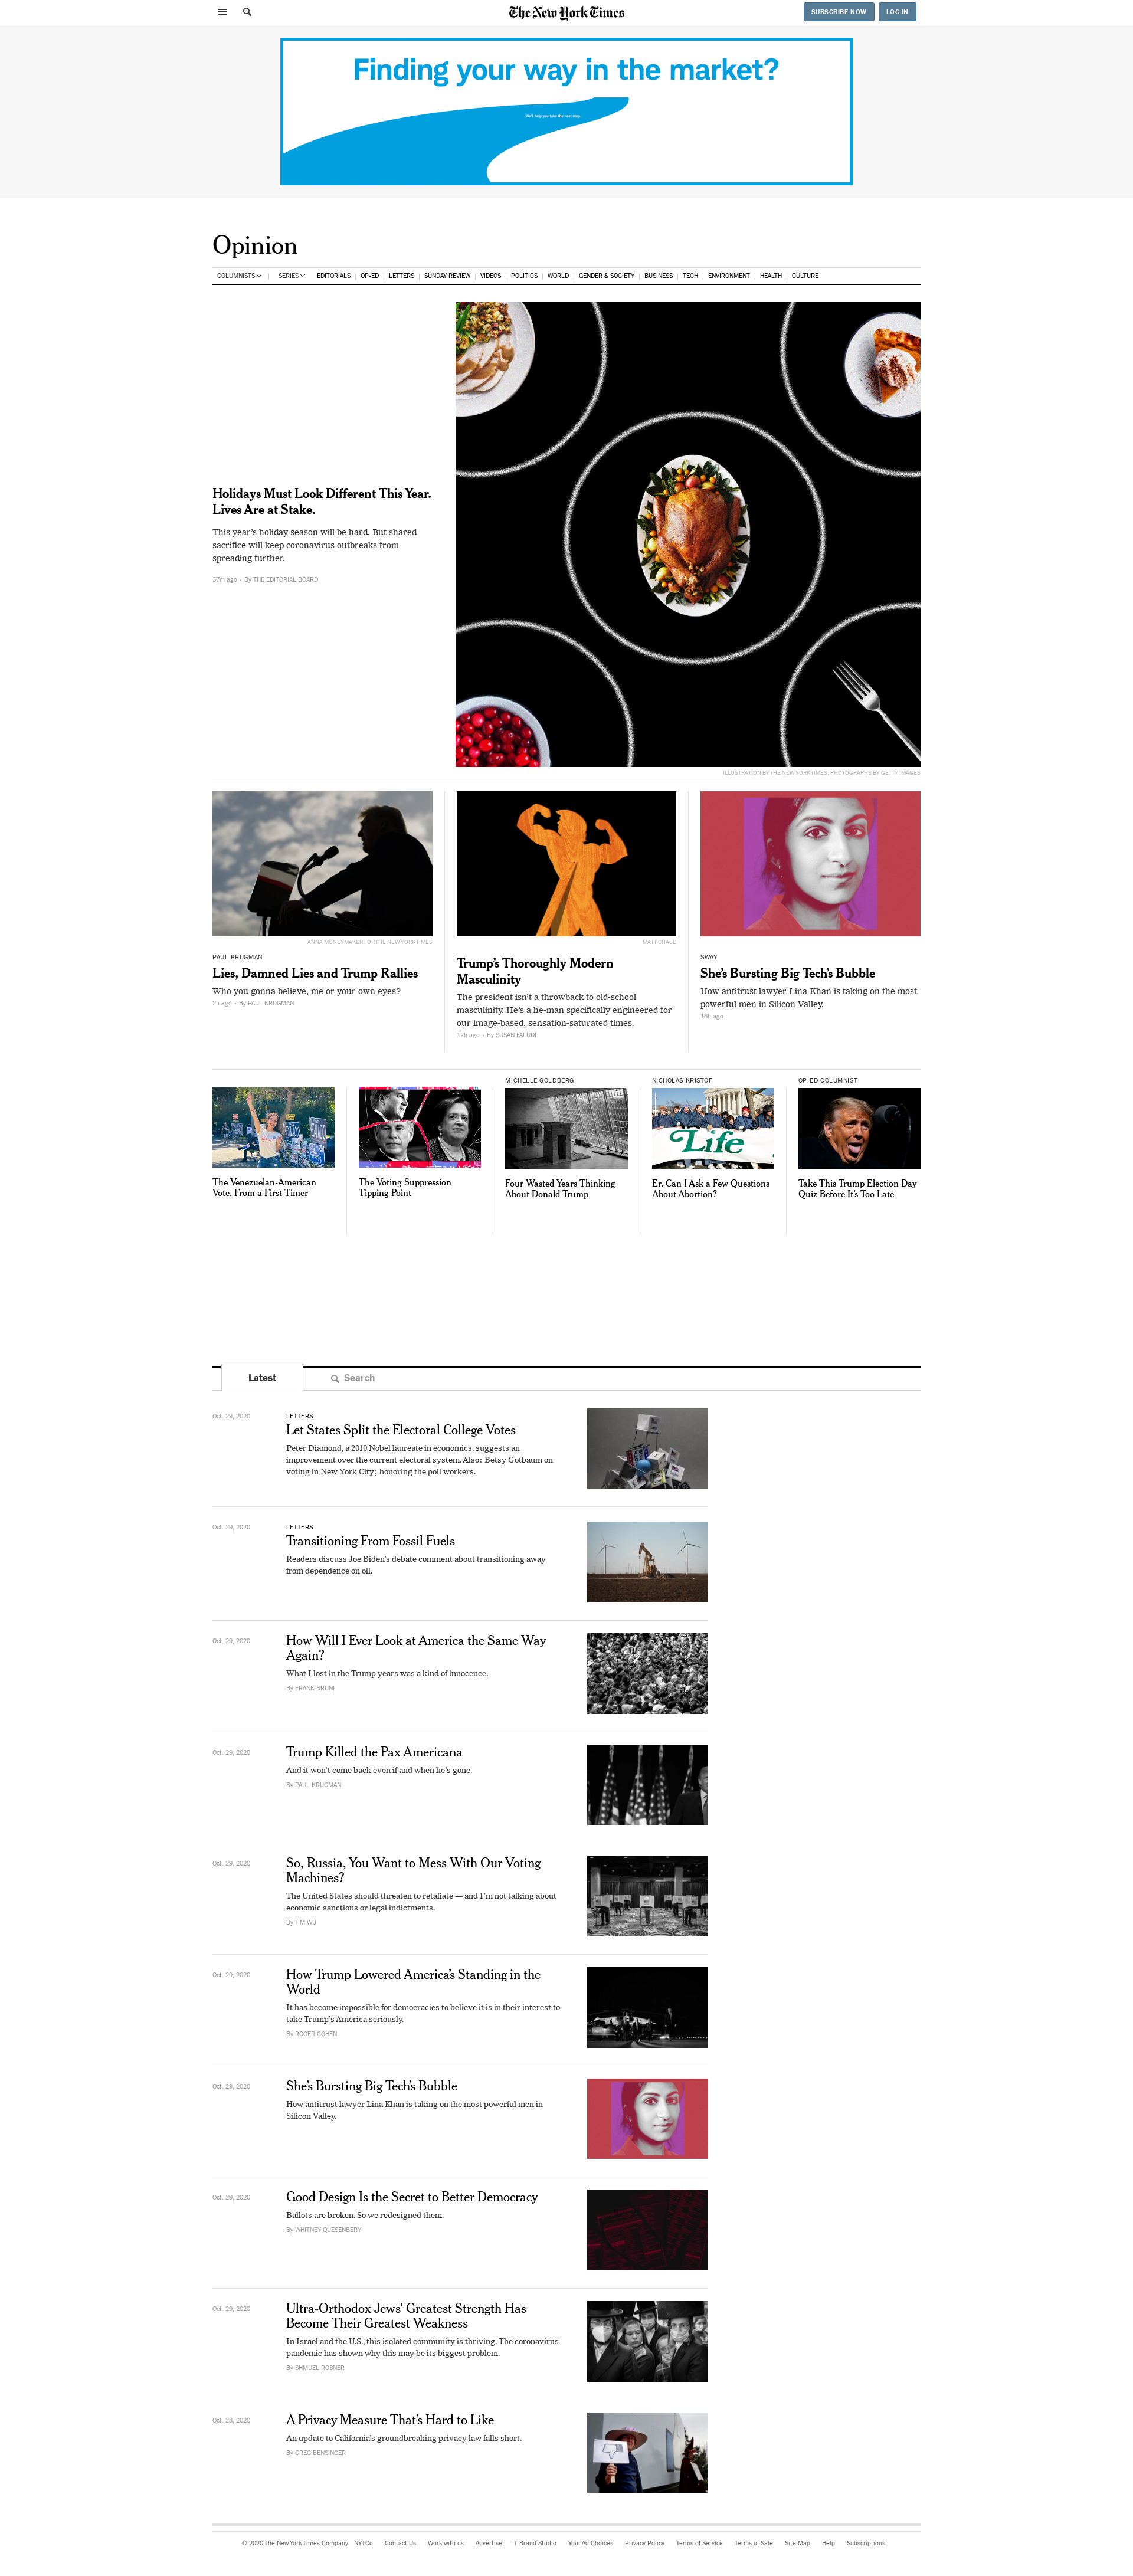 The New York Times
SUBSCRIBE NOW
LOG IN
Finding your way in the market?
We'll help you take the next step.
Opinion
COLUMNISTS
SERIES
EDITORIALS
OP-ED
LETTERS
SUNDAY REVIEW
VIDEOS
POLITICS
WORLD
GENDER & SOCIETY
BUSINESS
TECH
ENVIRONMENT
HEALTH
CULTURE
Holidays Must Look Different This Year.
Lives Are at Stake.
This year's holiday season will be hard. But shared
sacrifice will keep coronavirus outbreaks from
spreading further.
37m ago • By THE EDITORIAL BOARD
ILLUSTRATION BY THE NEW YORK TIMES; PHOTOGRAPHS BY GETTY IMAGES
ANNA MONEYMAKER FOR THE NEW YORK TIMES
PAUL KRUGMAN
Lies, Damned Lies and Trump Rallies
Who you gonna believe, me or your own eyes?
2h ago • By PAUL KRUGMAN
MATT CHASE
Trump's Thoroughly Modern
Masculinity
The president isn't a throwback to old-school
masculinity. He's a he-man specifically engineered for
our image-based, sensation-saturated times.
12h ago • By SUSAN FALUDI
SWAY
She's Bursting Big Tech's Bubble
How antitrust lawyer Lina Khan is taking on the most
powerful men in Silicon Valley.
16h ago
The Venezuelan-American
Vote, From a First-Timer
The Voting Suppression
Tipping Point
MICHELLE GOLDBERG
Four Wasted Years Thinking
About Donald Trump
NICHOLAS KRISTOF
Life
Er, Can I Ask a Few Questions
About Abortion?
OP-ED COLUMNIST
Take This Trump Election Day
Quiz Before It's Too Late
Latest
Search
Oct. 29, 2020
LETTERS
Let States Split the Electoral College Votes
Peter Diamond, a 2010 Nobel laureate in economics, suggests an
improvement over the current electoral system. Also: Betsy Gotbaum on
voting in New York City; honoring the poll workers.
Oct. 29, 2020
LETTERS
Transitioning From Fossil Fuels
Readers discuss Joe Biden's debate comment about transitioning away
from dependence on oil.
Oct. 29, 2020
How Will I Ever Look at America the Same Way
Again?
What I lost in the Trump years was a kind of innocence.
By FRANK BRUNI
Oct. 29, 2020
Trump Killed the Pax Americana
And it won't come back even if and when he's gone.
By PAUL KRUGMAN
Oct. 29, 2020
So, Russia, You Want to Mess With Our Voting
Machines?
The United States should threaten to retaliate — and I'm not talking about
economic sanctions or legal indictments.
By TIM WU
Oct. 29, 2020
How Trump Lowered America's Standing in the
World
It has become impossible for democracies to believe it is in their interest to
take Trump's America seriously.
By ROGER COHEN
Oct. 29, 2020
She's Bursting Big Tech's Bubble
How antitrust lawyer Lina Khan is taking on the most powerful men in
Silicon Valley.
Oct. 29, 2020
Good Design Is the Secret to Better Democracy
Ballots are broken. So we redesigned them.
By WHITNEY QUESENBERY
Oct. 29, 2020
Ultra-Orthodox Jews' Greatest Strength Has
Become Their Greatest Weakness
In Israel and the U.S., this isolated community is thriving. The coronavirus
pandemic has shown why this may be its biggest problem.
By SHMUEL ROSNER
Oct. 28, 2020
A Privacy Measure That's Hard to Like
An update to California's groundbreaking privacy law falls short.
By GREG BENSINGER
© 2020 The New York Times Company
NYTCo
Contact Us
Work with us
Advertise
T Brand Studio
Your Ad Choices
Privacy Policy
Terms of Service
Terms of Sale
Site Map
Help
Subscriptions